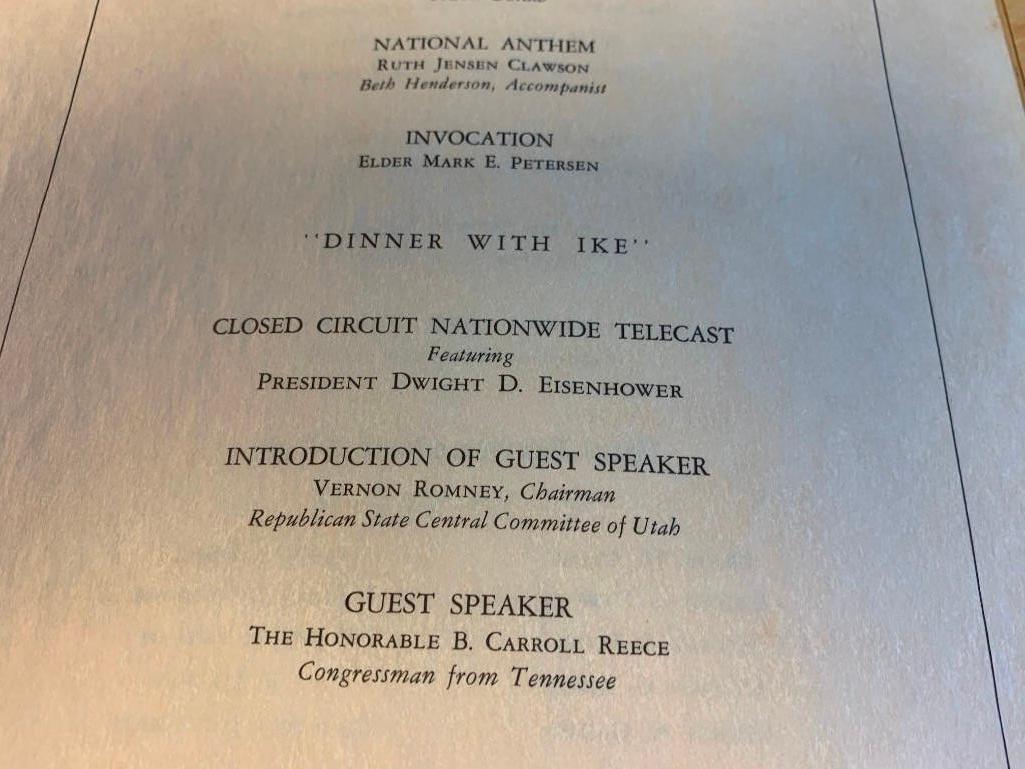 NATIONAL ANTHEM
RUTH JENSEN CLAWSON
Beth Henderson, Accompanist
INVOCATION
ELDER MARK E. PETERSEN
"DINNER WITH IKE"
CLOSED CIRCUIT NATIONWIDE TELECAST
Featuring
PRESIDENT DWIGHT D. EISENHOWER
INTRODUCTION OF GUEST SPEAKER
VERNON ROMNEY, Chairman
Republican State Central Committee of Utah
GUEST SPEAKER
THE HONORABLE B. CARROLL REECE
Congressman from Tennessee